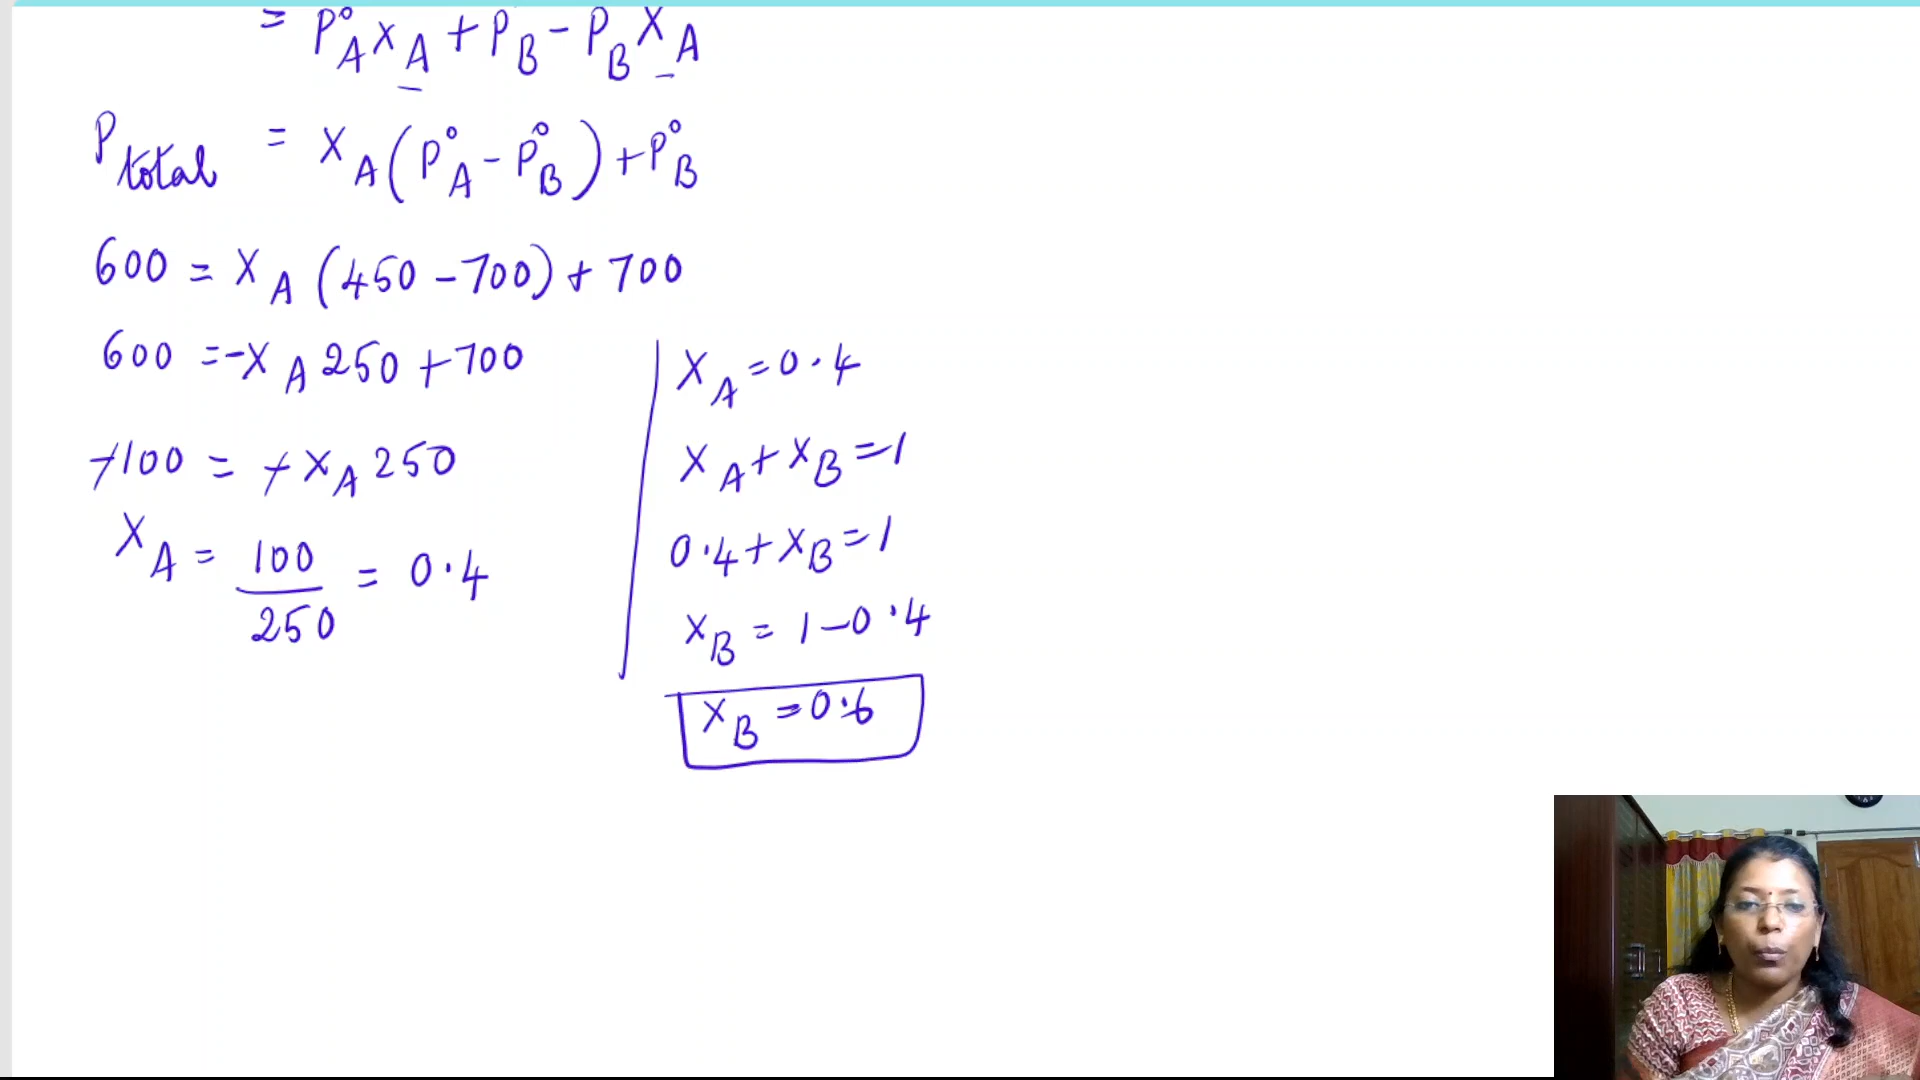 = P°A xA + PB - PB XA
Ptotal = XA (P°A - P°B) + P°B
600 = XA (450 - 700) + 700
600 = -XA 250 + 700
-100 = -XA 250
XA = 100/250 = 0.4
XA = 0.4
XA + XB = 1
0.4 + XB = 1
XB = 1 - 0.4
XB = 0.6